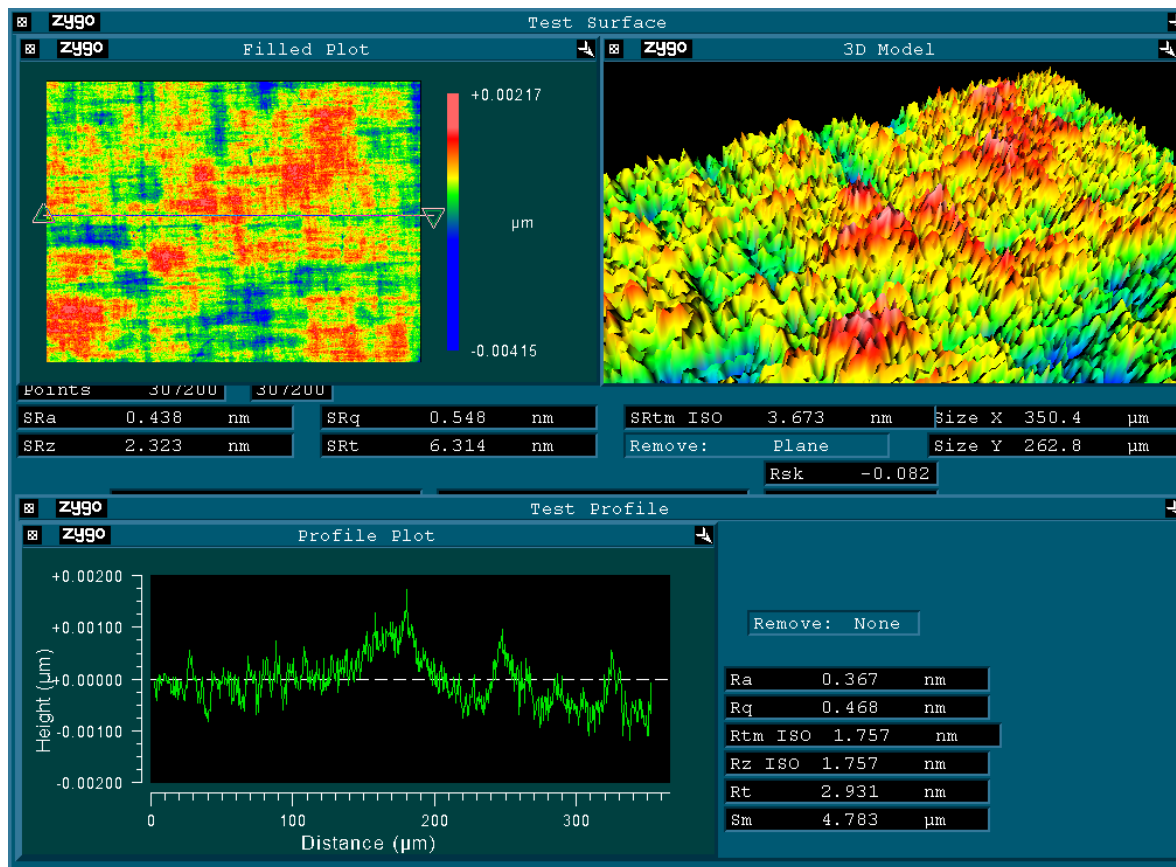 zygo Test Surface
zygo Filled Plot
+0.00217
µm
-0.00415
zygo 3D Model
Points 307200 307200
SRa 0.438 nm SRq 0.548 nm SRtm ISO 3.673 nm Size X 350.4 µm
SRz 2.323 nm SRt 6.314 nm Remove: Plane Size Y 262.8 µm
Rsk -0.082
zygo Test Profile
zygo Profile Plot
+0.00200
+0.00100
+0.00000
-0.00100
-0.00200
Height (µm)
0 100 200 300
Distance (µm)
Remove: None
Ra 0.367 nm
Rq 0.468 nm
Rtm ISO 1.757 nm
Rz ISO 1.757 nm
Rt 2.931 nm
Sm 4.783 µm